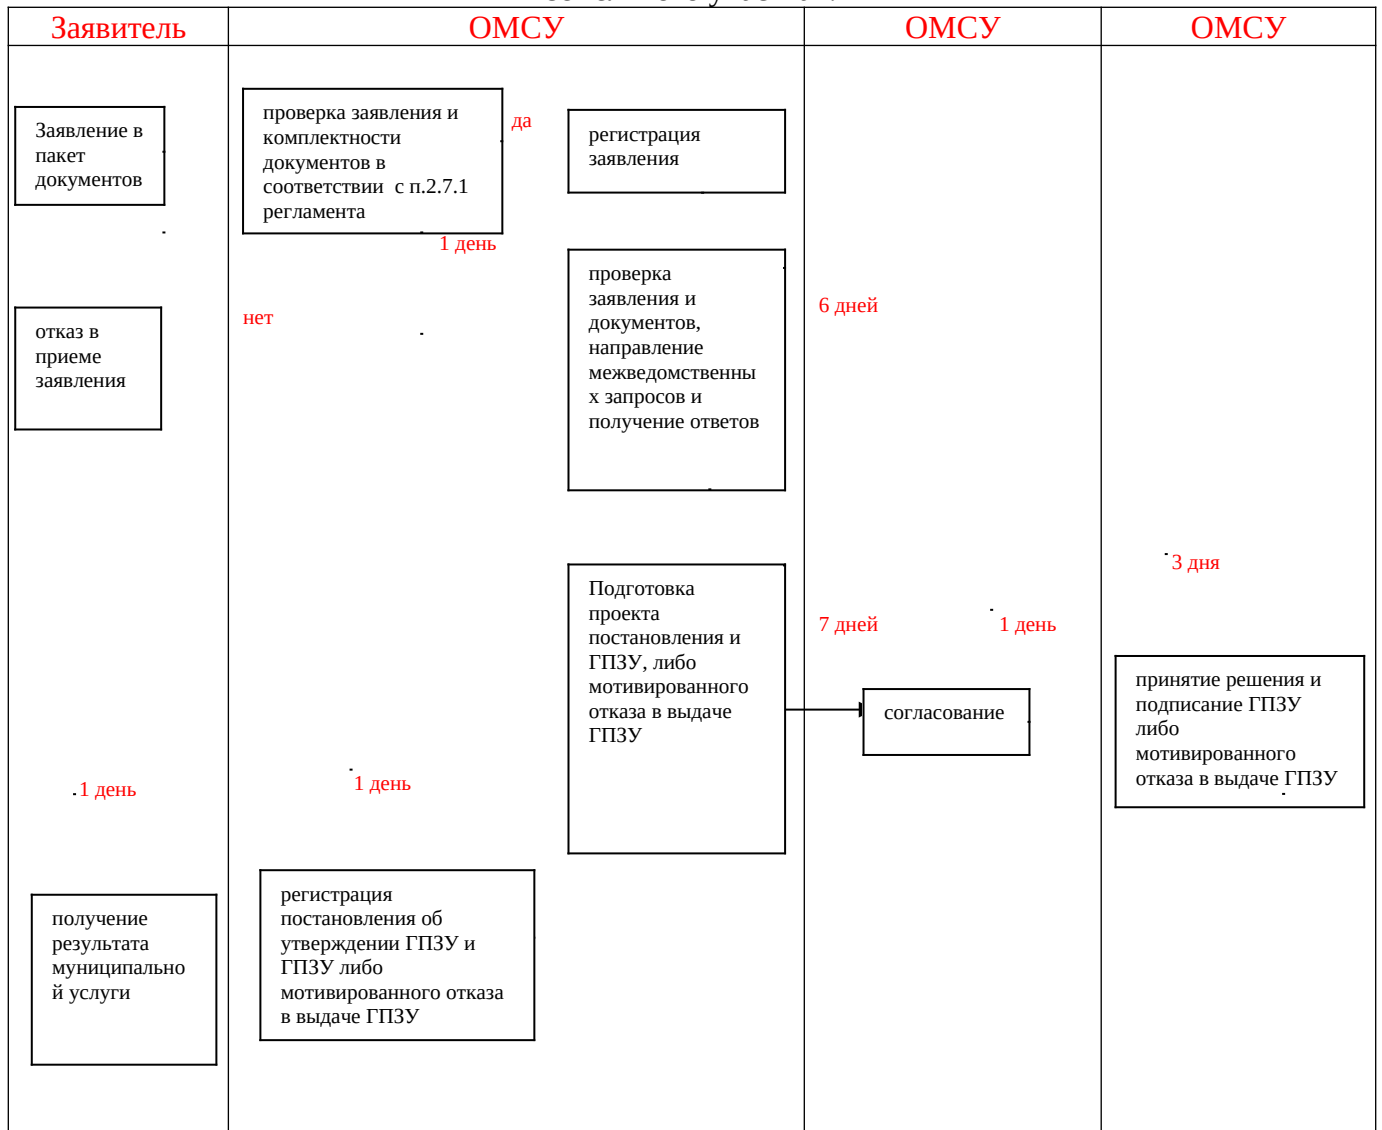 Заявитель
ОМСУ
ОМСУ
ОМСУ
Заявление в
пакет
документов
проверка заявления и
комплектности
документов в
соответствии с п.2.7.1
регламента
да
регистрация
заявления
1 день
отказ в
приеме
заявления
нет
проверка
заявления и
документов,
направление
межведомственны
х запросов и
получение ответов
6 дней
3 дня
Подготовка
проекта
постановления и
ГПЗУ, либо
мотивированного
отказа в выдаче
ГПЗУ
7 дней
1 день
согласование
принятие решения и
подписание ГПЗУ
либо
мотивированного
отказа в выдаче ГПЗУ
1 день
1 день
получение
результата
муниципально
й услуги
регистрация
постановления об
утверждении ГПЗУ и
ГПЗУ либо
мотивированного отказа
в выдаче ГПЗУ